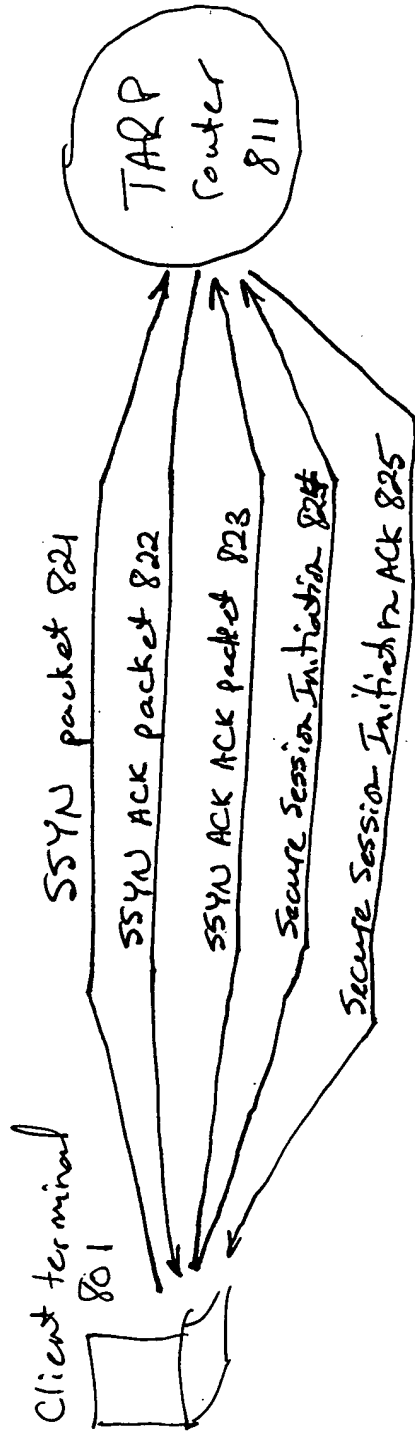 Client terminal
801
SSYN packet 821
SSYN ACK packet 822
SSYN ACK ACK packet 823
Secure Session Initiation 824
Secure Session Initiation ACK 825
TARP
router
811